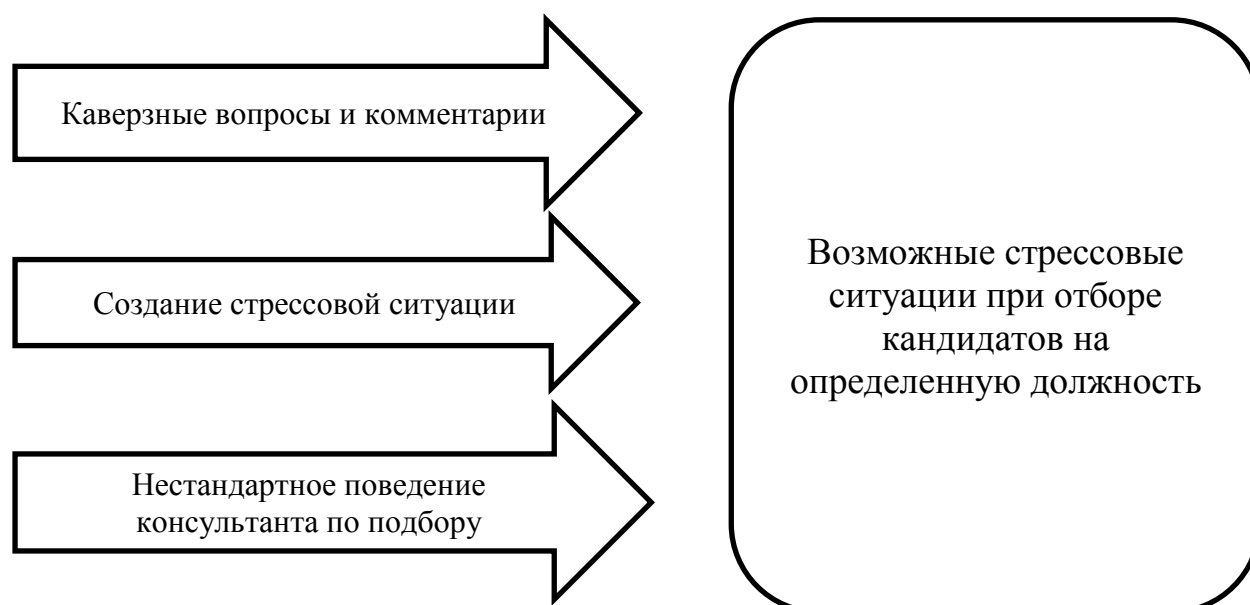 Каверзные вопросы и комментарии
Создание стрессовой ситуации
Нестандартное поведение
консультанта по подбору
Возможные стрессовые
ситуации при отборе
кандидатов на
определенную должность